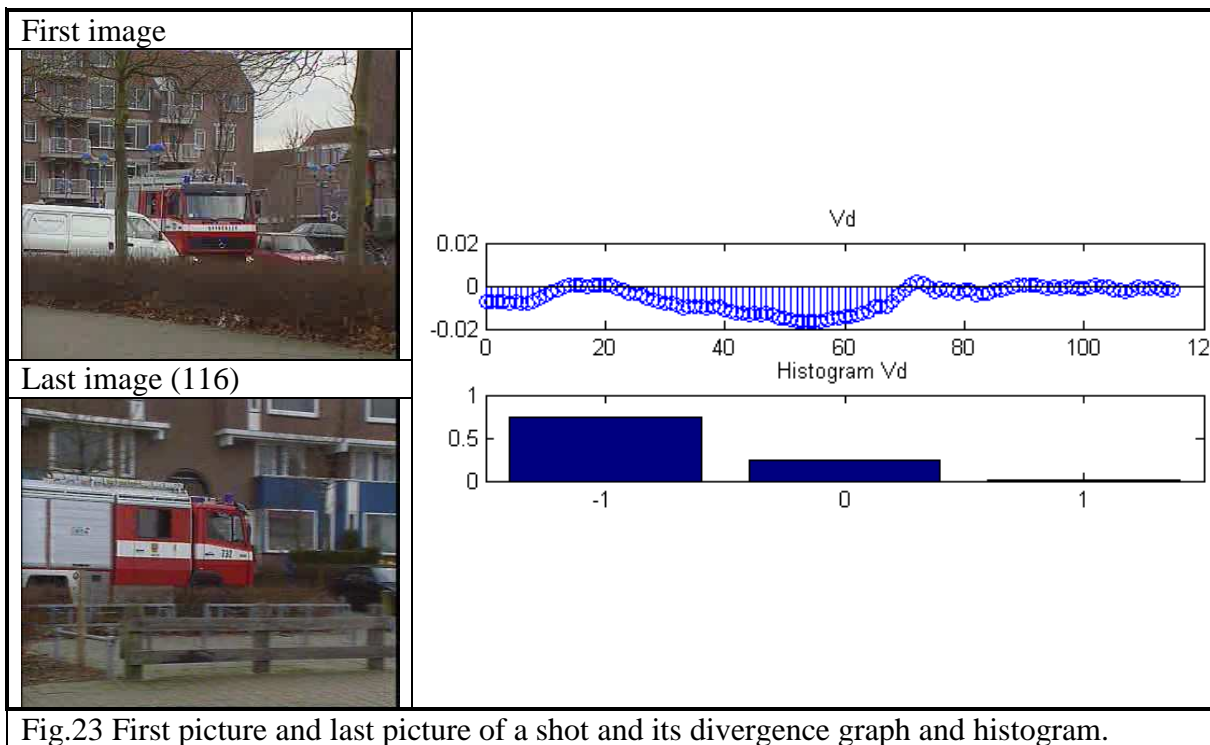 First image
Last image (116)
Vd
0.02
0
-0.02
0 20 40 60 80 100 12
Histogram Vd
1
0.5
0
-1 0 1
732
Fig.23 First picture and last picture of a shot and its divergence graph and histogram.